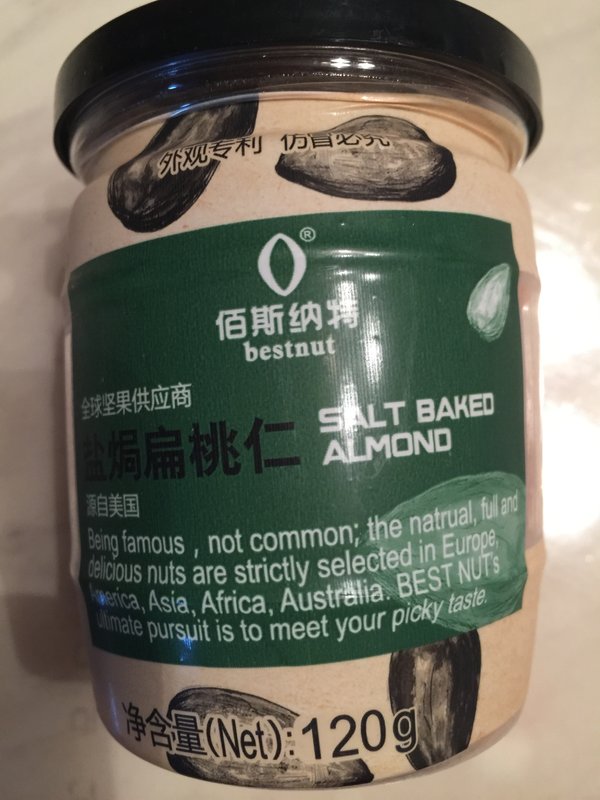 外观专利 仿冒必究
®
佰斯纳特
bestnut
全球坚果供应商
盐焗扁桃仁
SALT BAKED
ALMOND
源自美国
Being famous , not common; the natrual, full and
delicious nuts are strictly selected in Europe,
America, Asia, Africa, Australia. BEST NUT's
ultimate pursuit is to meet your picky taste.
净含量(Net):120g